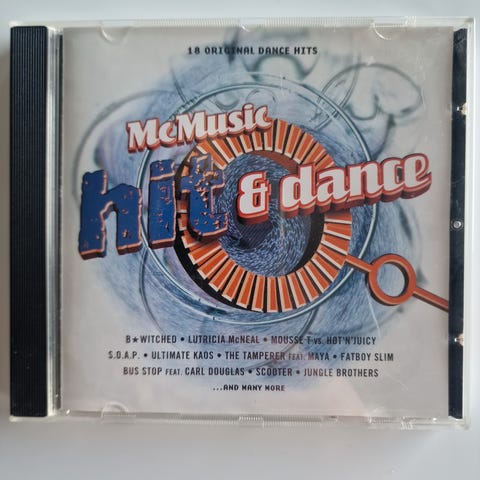 18 ORIGINAL DANCE HITS
McMusic
hit & dance
B★WITCHED • LUTRICIA McNEAL • MOUSSE T vs. HOT'N'JUICY
S.O.A.P. • ULTIMATE KAOS • THE TAMPERER FEAT. MAYA • FATBOY SLIM
BUS STOP FEAT. CARL DOUGLAS • SCOOTER • JUNGLE BROTHERS
...AND MANY MORE